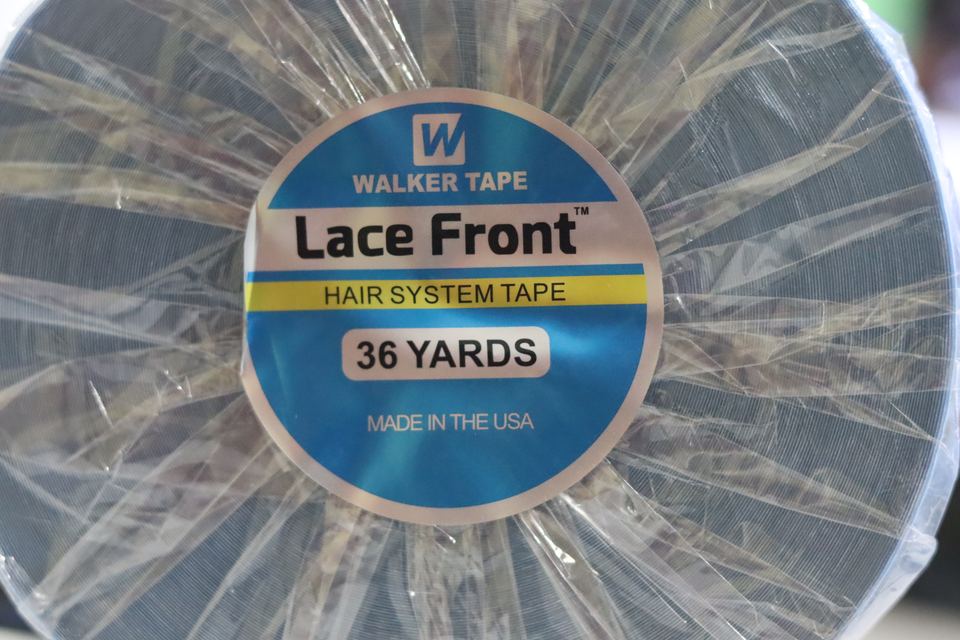 W
WALKER TAPE
Lace Front™
HAIR SYSTEM TAPE
36 YARDS
MADE IN THE USA